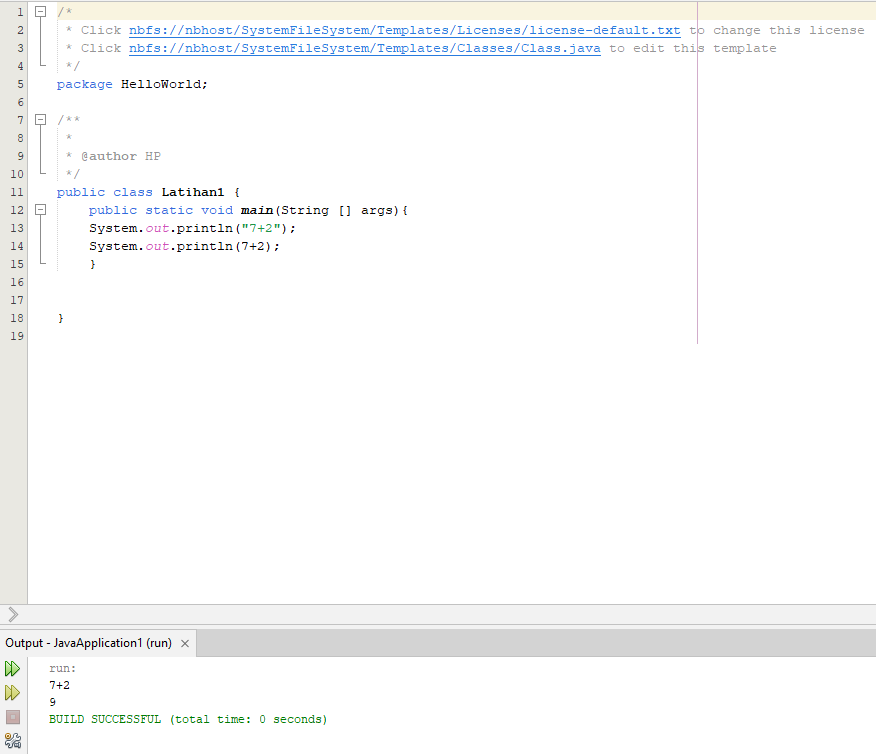 1 /*
2 * Click nbfs://nbhost/SystemFileSystem/Templates/Licenses/license-default.txt to change this license
3 * Click nbfs://nbhost/SystemFileSystem/Templates/Classes/Class.java to edit this template
4 */
5 package HelloWorld;
6
7 /**
8 *
9 * @author HP
10 */
11 public class Latihan1 {
12 public static void main(String [] args){
13 System.out.println("7+2");
14 System.out.println(7+2);
15 }
16
17
18 }
19
Output - JavaApplication1 (run) ×
run:
7+2
9
BUILD SUCCESSFUL (total time: 0 seconds)